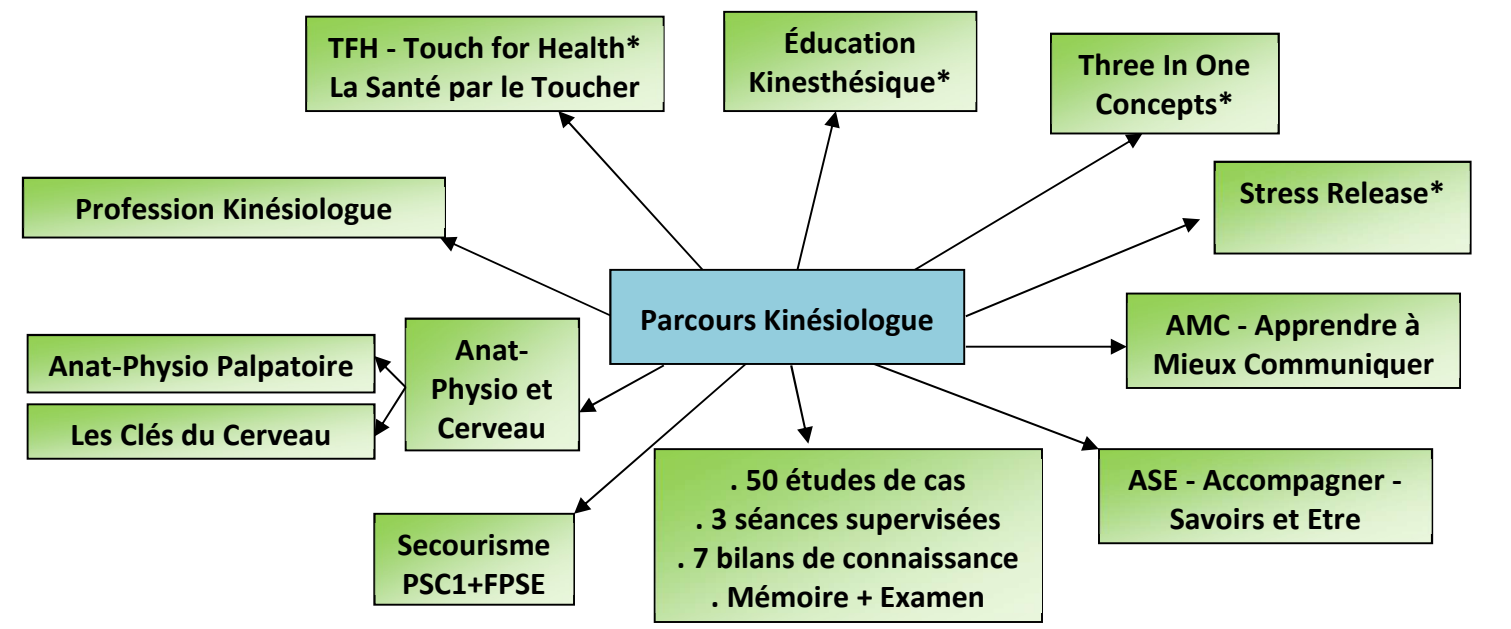 TFH - Touch for Health*
La Santé par le Toucher
Éducation
Kinesthésique*
Three In One
Concepts*
Stress Release*
Profession Kinésiologue
Parcours Kinésiologue
AMC - Apprendre à
Mieux Communiquer
Anat-
Physio et
Cerveau
Anat-Physio Palpatoire
Les Clés du Cerveau
Secourisme
PSC1+FPSE
. 50 études de cas
. 3 séances supervisées
. 7 bilans de connaissance
. Mémoire + Examen
ASE - Accompagner -
Savoirs et Etre